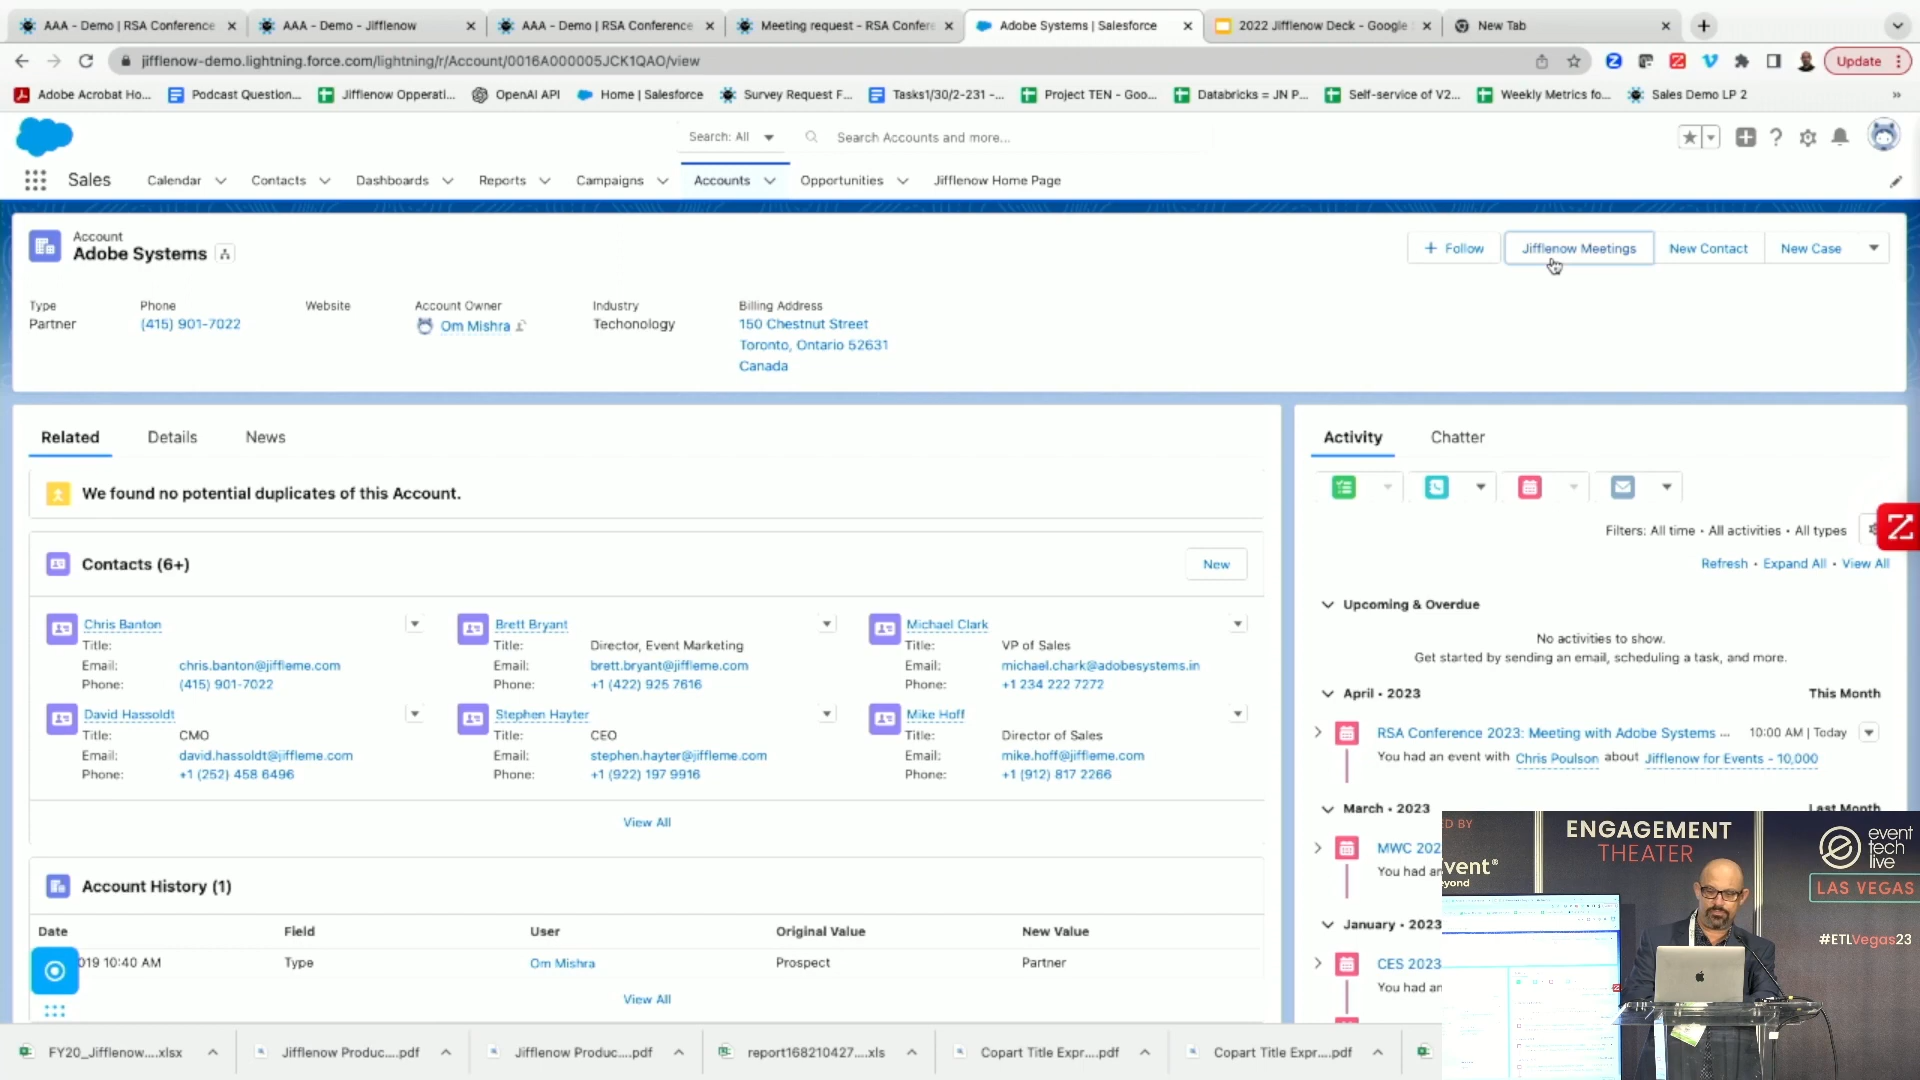 AAA - Demo | RSA Conference
AAA - Demo - Jifflenow
AAA - Demo | RSA Conference
Meeting request - RSA Confere
Adobe Systems | Salesforce
2022 Jifflenow Deck - Google
New Tab
jifflenow-demo.lightning.force.com/lightning/r/Account/0016A000005JCK1QAO/view
Update
Adobe Acrobat Ho...
Podcast Question...
Jifflenow Opperati...
OpenAI API
Home | Salesforce
Survey Request F...
Tasks1/30/2-231 -...
Project TEN - Goo...
Databricks = JN P...
Self-service of V2...
Weekly Metrics fo...
Sales Demo LP 2
Search: All
Search Accounts and more...
Sales
Calendar
Contacts
Dashboards
Reports
Campaigns
Accounts
Opportunities
Jifflenow Home Page
Account
Adobe Systems
+ Follow
Jifflenow Meetings
New Contact
New Case
Type
Phone
Website
Account Owner
Industry
Billing Address
Partner
(415) 901-7022
Om Mishra
Techonology
150 Chestnut Street
Toronto, Ontario 52631
Canada
Related
Details
News
Activity
Chatter
We found no potential duplicates of this Account.
Filters: All time • All activities • All types
Refresh • Expand All • View All
Contacts (6+)
New
Upcoming & Overdue
No activities to show.
Get started by sending an email, scheduling a task, and more.
Chris Banton
Title:
Email: chris.banton@jiffleme.com
Phone: (415) 901-7022
Brett Bryant
Title: Director, Event Marketing
Email: brett.bryant@jiffleme.com
Phone: +1 (422) 925 7616
Michael Clark
Title: VP of Sales
Email: michael.chark@adobesystems.in
Phone: +1 234 222 7272
David Hassoldt
Title: CMO
Email: david.hassoldt@jiffleme.com
Phone: +1 (252) 458 6496
Stephen Hayter
Title: CEO
Email: stephen.hayter@jiffleme.com
Phone: +1 (922) 197 9916
Mike Hoff
Title: Director of Sales
Email: mike.hoff@jiffleme.com
Phone: +1 (912) 817 2266
View All
April • 2023
This Month
RSA Conference 2023: Meeting with Adobe Systems ...
10:00 AM | Today
You had an event with Chris Poulson about Jifflenow for Events - 10,000
March • 2023
Last Month
MWC 202
You had an
January • 2023
CES 2023
You had an
Account History (1)
Date
Field
User
Original Value
New Value
019 10:40 AM
Type
Om Mishra
Prospect
Partner
View All
ED BY
vent®
eyond
ENGAGEMENT
THEATER
event
tech
live
LAS VEGAS
#ETLVegas23
FY20_Jifflenow....xlsx
Jifflenow Produc....pdf
Jifflenow Produc....pdf
report168210427....xls
Copart Title Expr....pdf
Copart Title Expr....pdf